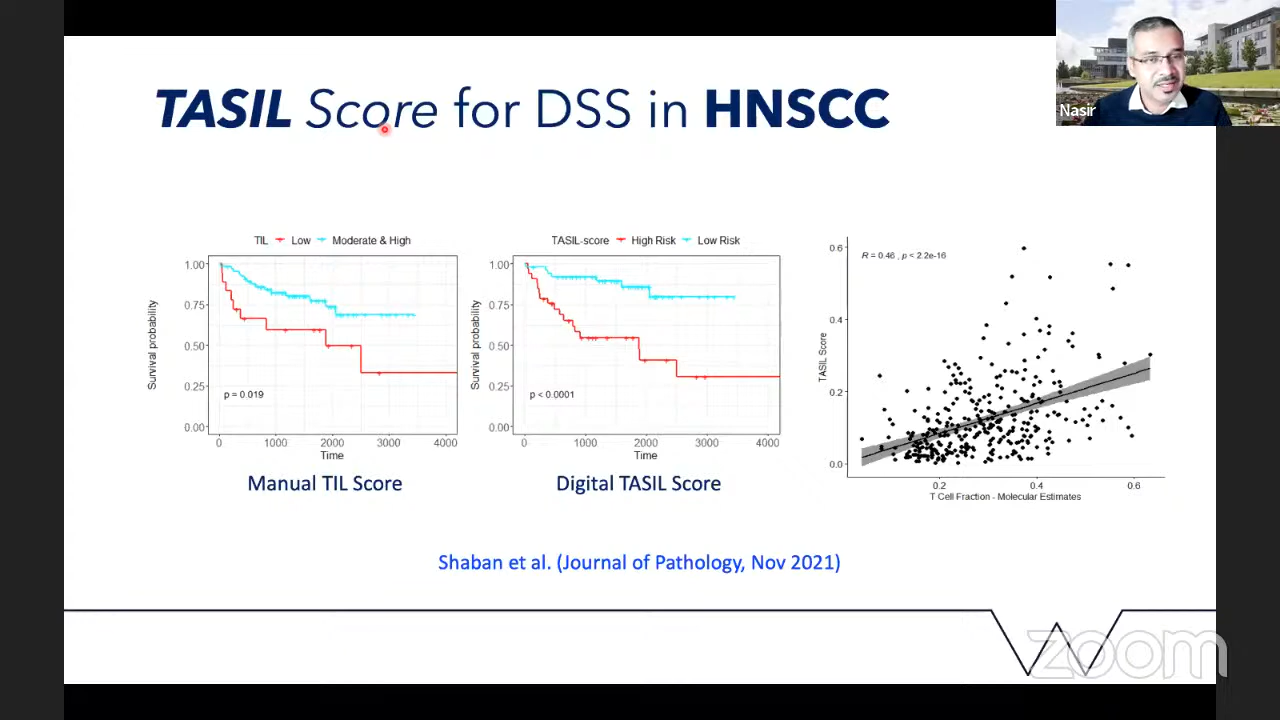 TASIL Score for DSS in HNSCC
Nasir
TIL Low Moderate & High
1.00
0.75
0.50
0.25
0.00
Survival probability
p = 0.019
0 1000 2000 3000 4000
Time
Manual TIL Score
TASIL-score High Risk Low Risk
1.00
0.75
0.50
0.25
0.00
Survival probability
p < 0.0001
0 1000 2000 3000 4000
Time
Digital TASIL Score
R = 0.46 , p < 2.2e-16
0.6
0.4
0.2
0.0
TASIL Score
0.2 0.4 0.6
T Cell Fraction - Molecular Estimates
Shaban et al. (Journal of Pathology, Nov 2021)
zoom